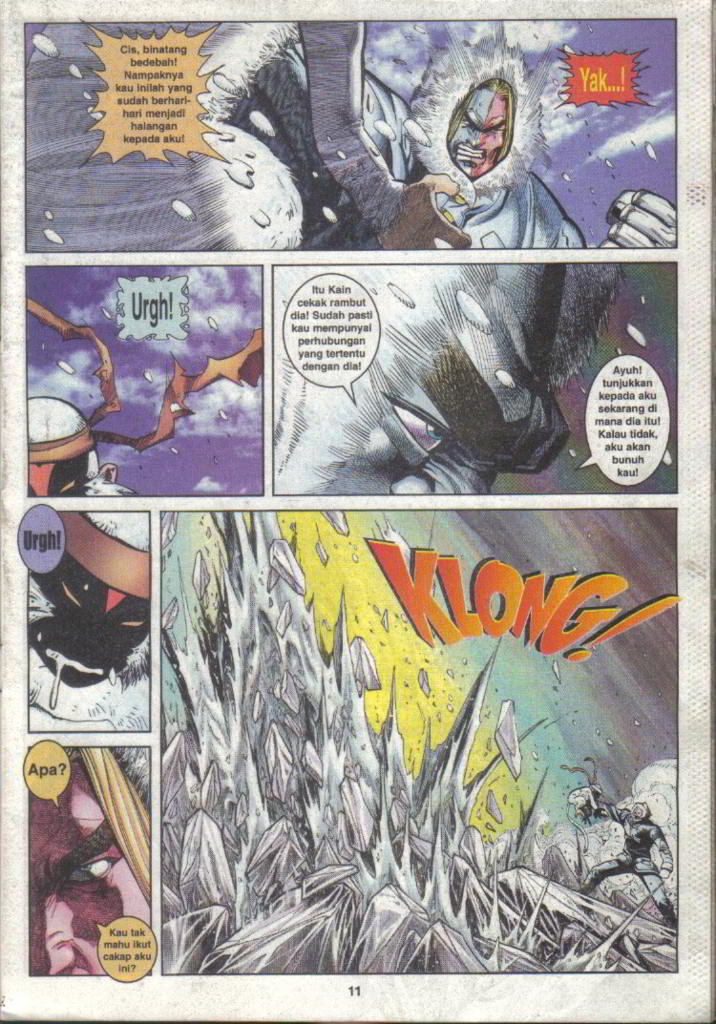 Cis, binatang
bedebah!
Nampaknya
kau inilah yang
sudah berhari-
hari menjadi
halangan
kepada aku!
Yak...!
Urgh!
Itu Kain
cekak rambut
dia! Sudah pasti
kau mempunyai
perhubungan
yang tertentu
dengan dia!
Ayuh!
tunjukkan
kepada aku
sekarang di
mana dia itu!
Kalau tidak,
aku akan
bunuh
kau!
Urgh!
KLONG!
Apa?
Kau tak
mahu ikut
cakap aku
ini?
11